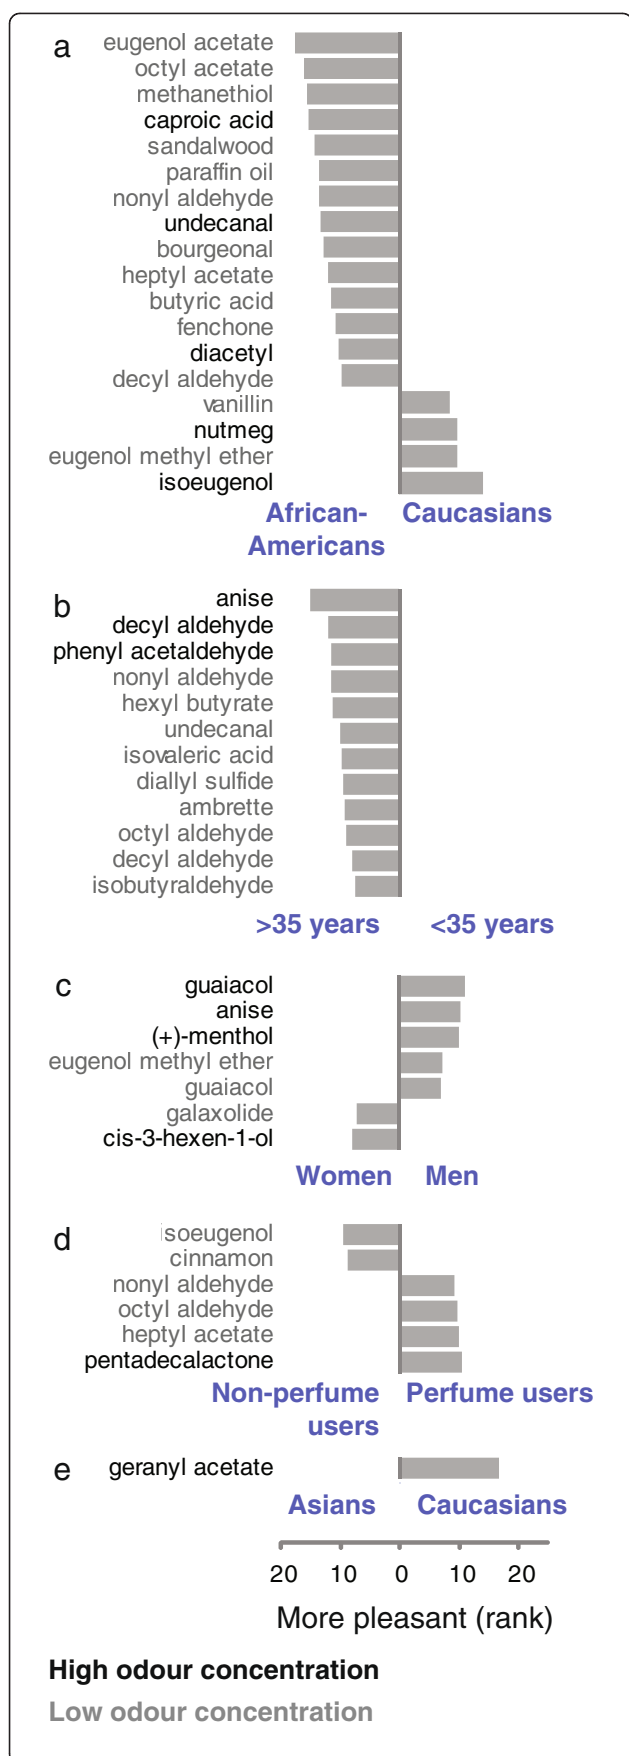 a
eugenol acetate
octyl acetate
methanethiol
caproic acid
sandalwood
paraffin oil
nonyl aldehyde
undecanal
bourgeonal
heptyl acetate
butyric acid
fenchone
diacetyl
decyl aldehyde
vanillin
nutmeg
eugenol methyl ether
isoeugenol
African- Caucasians
Americans
b
anise
decyl aldehyde
phenyl acetaldehyde
nonyl aldehyde
hexyl butyrate
undecanal
isovaleric acid
diallyl sulfide
ambrette
octyl aldehyde
decyl aldehyde
isobutyraldehyde
>35 years <35 years
c
guaiacol
anise
(+)-menthol
eugenol methyl ether
guaiacol
galaxolide
cis-3-hexen-1-ol
Women Men
d
isoeugenol
cinnamon
nonyl aldehyde
octyl aldehyde
heptyl acetate
pentadecalactone
Non-perfume Perfume users
users
e geranyl acetate
Asians Caucasians
20 10 0 10 20
More pleasant (rank)
High odour concentration
Low odour concentration